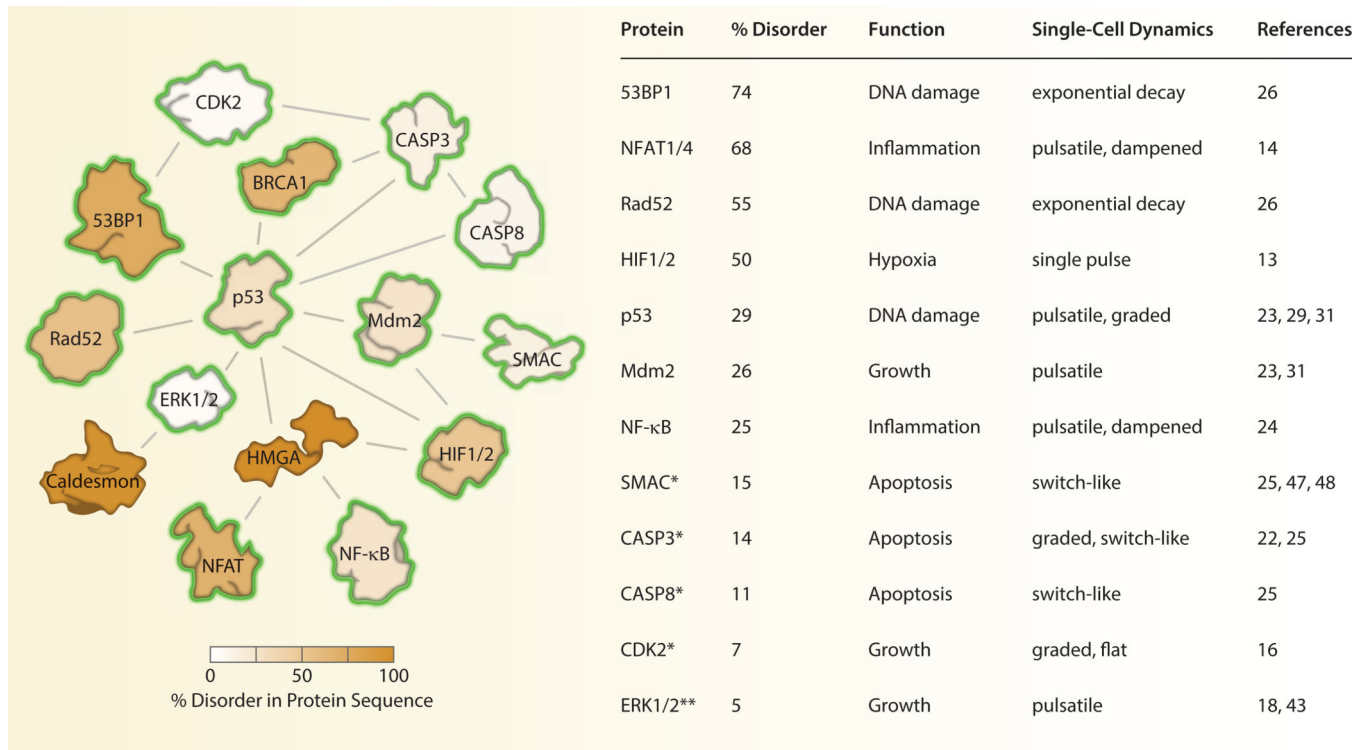 CDK2
CASP3
BRCA1
53BP1
CASP8
p53
Mdm2
Rad52
SMAC
ERK1/2
HMGA
HIF1/2
Caldesmon
NFAT
NF-κB
0 50 100
% Disorder in Protein Sequence
Protein % Disorder Function Single-Cell Dynamics References
53BP1 74 DNA damage exponential decay 26
NFAT1/4 68 Inflammation pulsatile, dampened 14
Rad52 55 DNA damage exponential decay 26
HIF1/2 50 Hypoxia single pulse 13
p53 29 DNA damage pulsatile, graded 23, 29, 31
Mdm2 26 Growth pulsatile 23, 31
NF-κB 25 Inflammation pulsatile, dampened 24
SMAC* 15 Apoptosis switch-like 25, 47, 48
CASP3* 14 Apoptosis graded, switch-like 22, 25
CASP8* 11 Apoptosis switch-like 25
CDK2* 7 Growth graded, flat 16
ERK1/2** 5 Growth pulsatile 18, 43